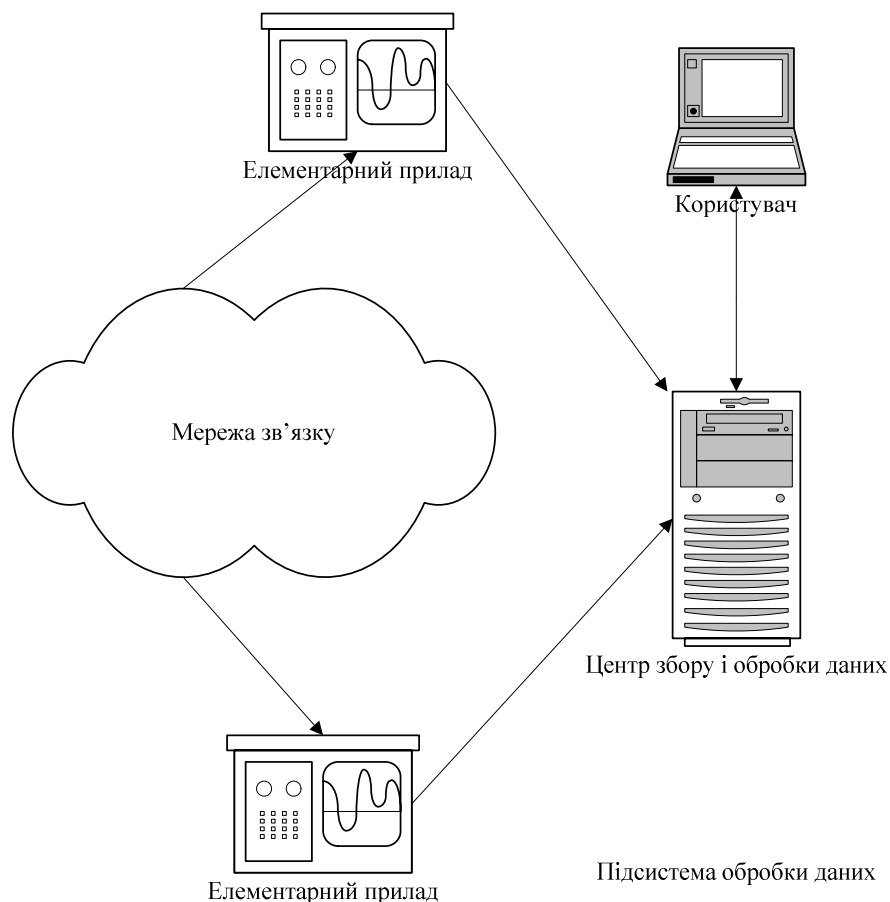 Елементарний прилад
Користувач
Мережа зв’язку
Центр збору і обробки даних
Підсистема обробки даних
Елементарний прилад